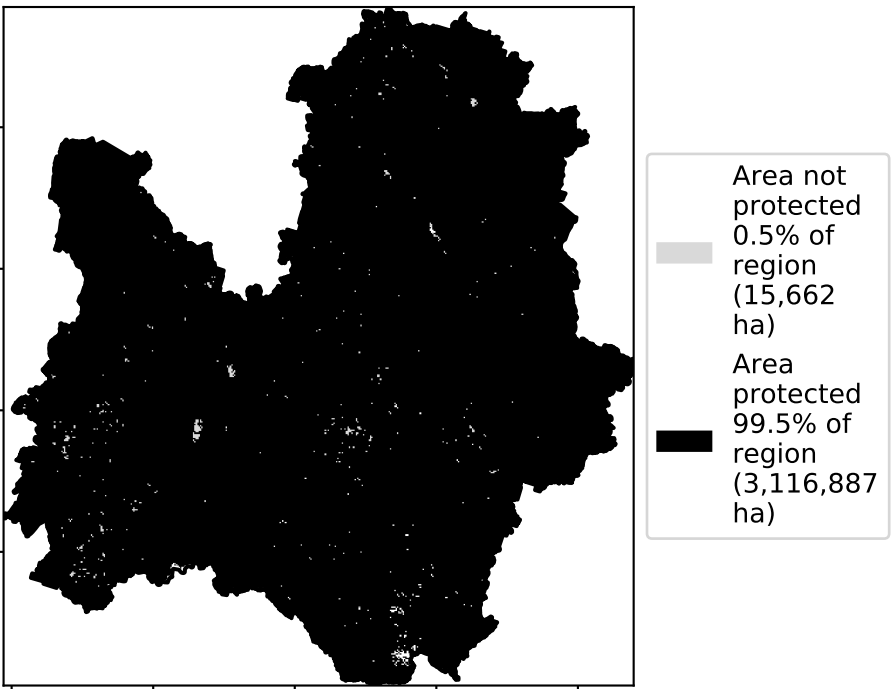 Area not
protected
0.5% of
region
(15,662
ha)
Area
protected
99.5% of
region
(3,116,887
ha)